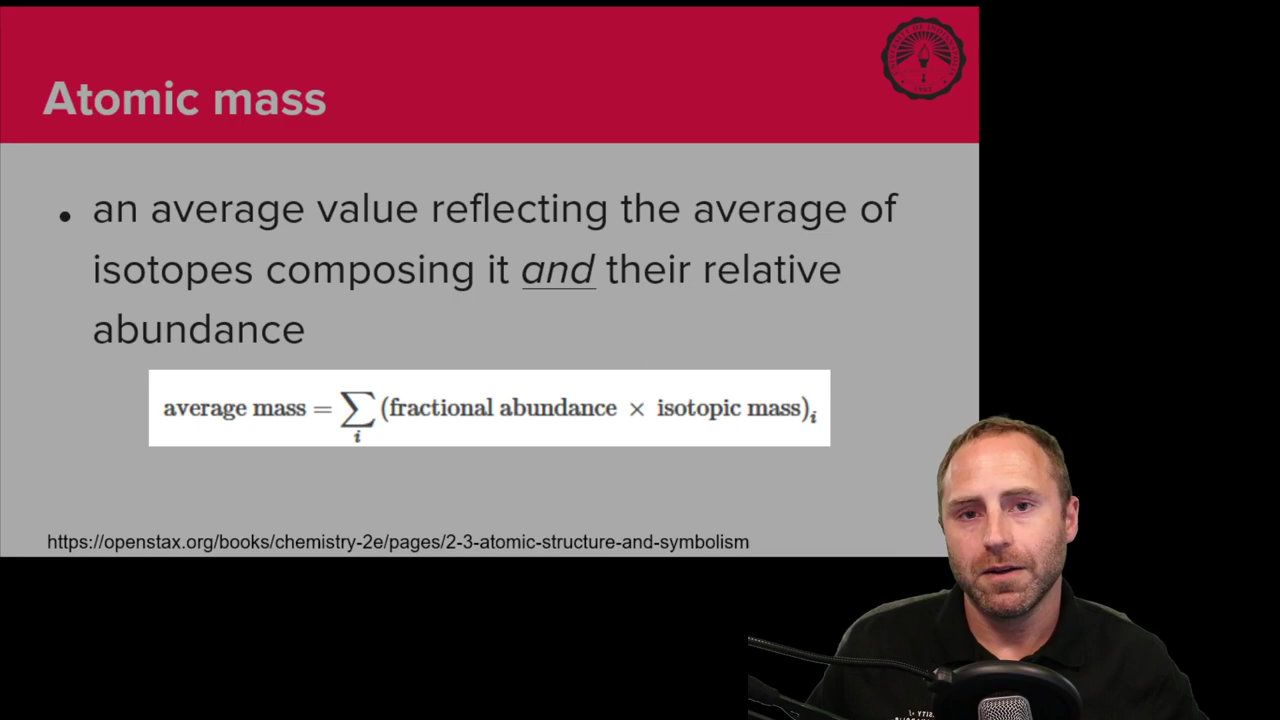 Atomic mass
• an average value reflecting the average of
isotopes composing it and their relative
abundance
average mass = ∑i (fractional abundance × isotopic mass)i
https://openstax.org/books/chemistry-2e/pages/2-3-atomic-structure-and-symbolism